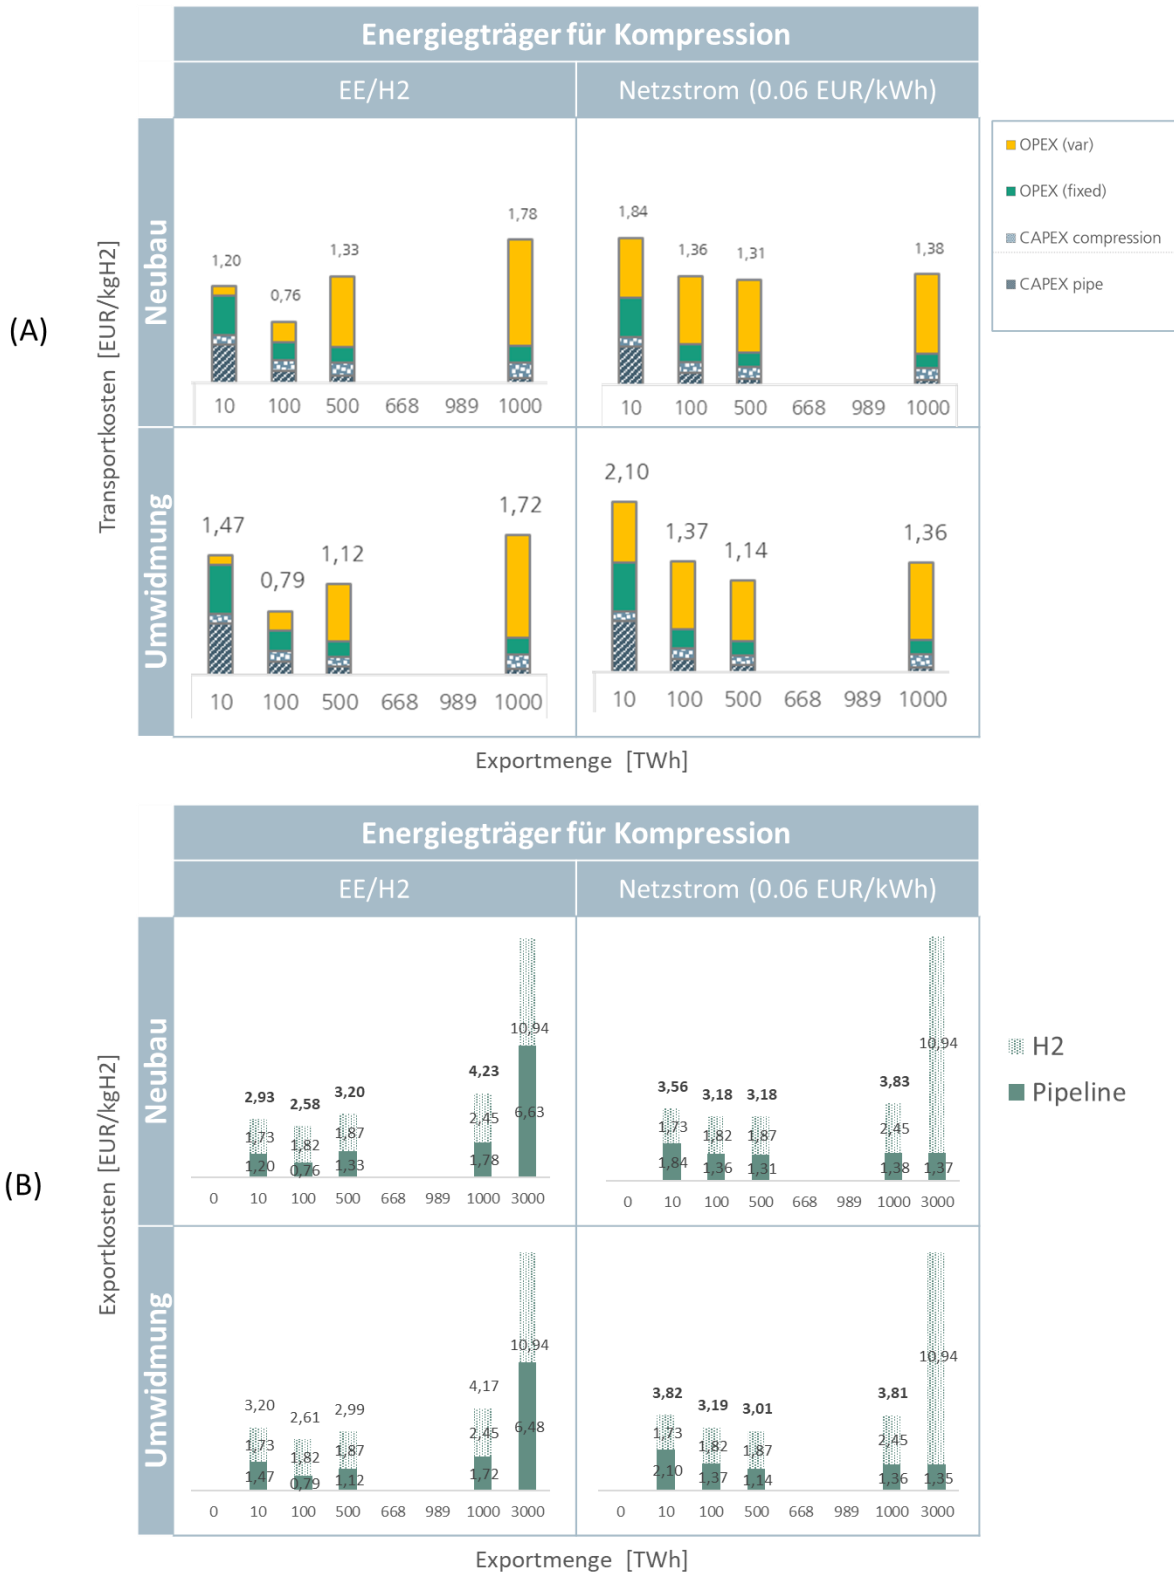 (A)
Energiegträger für Kompression
EE/H2
Netzstrom (0.06 EUR/kWh)
Transportkosten [EUR/kgH2]
Neubau
1,20
0,76
1,33
1,78
10 100 500 668 989 1000
1,84
1,36
1,31
1,38
10 100 500 668 989 1000
OPEX (var)
OPEX (fixed)
CAPEX compression
CAPEX pipe
Umwidmung
1,47
0,79
1,12
1,72
10 100 500 668 989 1000
2,10
1,37
1,14
1,36
10 100 500 668 989 1000
Exportmenge [TWh]
(B)
Energiegträger für Kompression
EE/H2
Netzstrom (0.06 EUR/kWh)
Exportkosten [EUR/kgH2]
Neubau
2,93 2,58 3,20 4,23
1,73 1,82 1,87 2,45 10,94
1,20 0,76 1,33 1,78 6,63
0 10 100 500 668 989 1000 3000
3,56 3,18 3,18 3,83
1,73 1,82 1,87 2,45 10,94
1,84 1,36 1,31 1,38 1,37
0 10 100 500 668 989 1000 3000
H2
Pipeline
Umwidmung
3,20 2,61 2,99 4,17
1,73 1,82 1,87 2,45 10,94
1,47 0,79 1,12 1,72 6,48
0 10 100 500 668 989 1000 3000
3,82 3,19 3,01 3,81
1,73 1,82 1,87 2,45 10,94
2,10 1,37 1,14 1,36 1,35
0 10 100 500 668 989 1000 3000
Exportmenge [TWh]